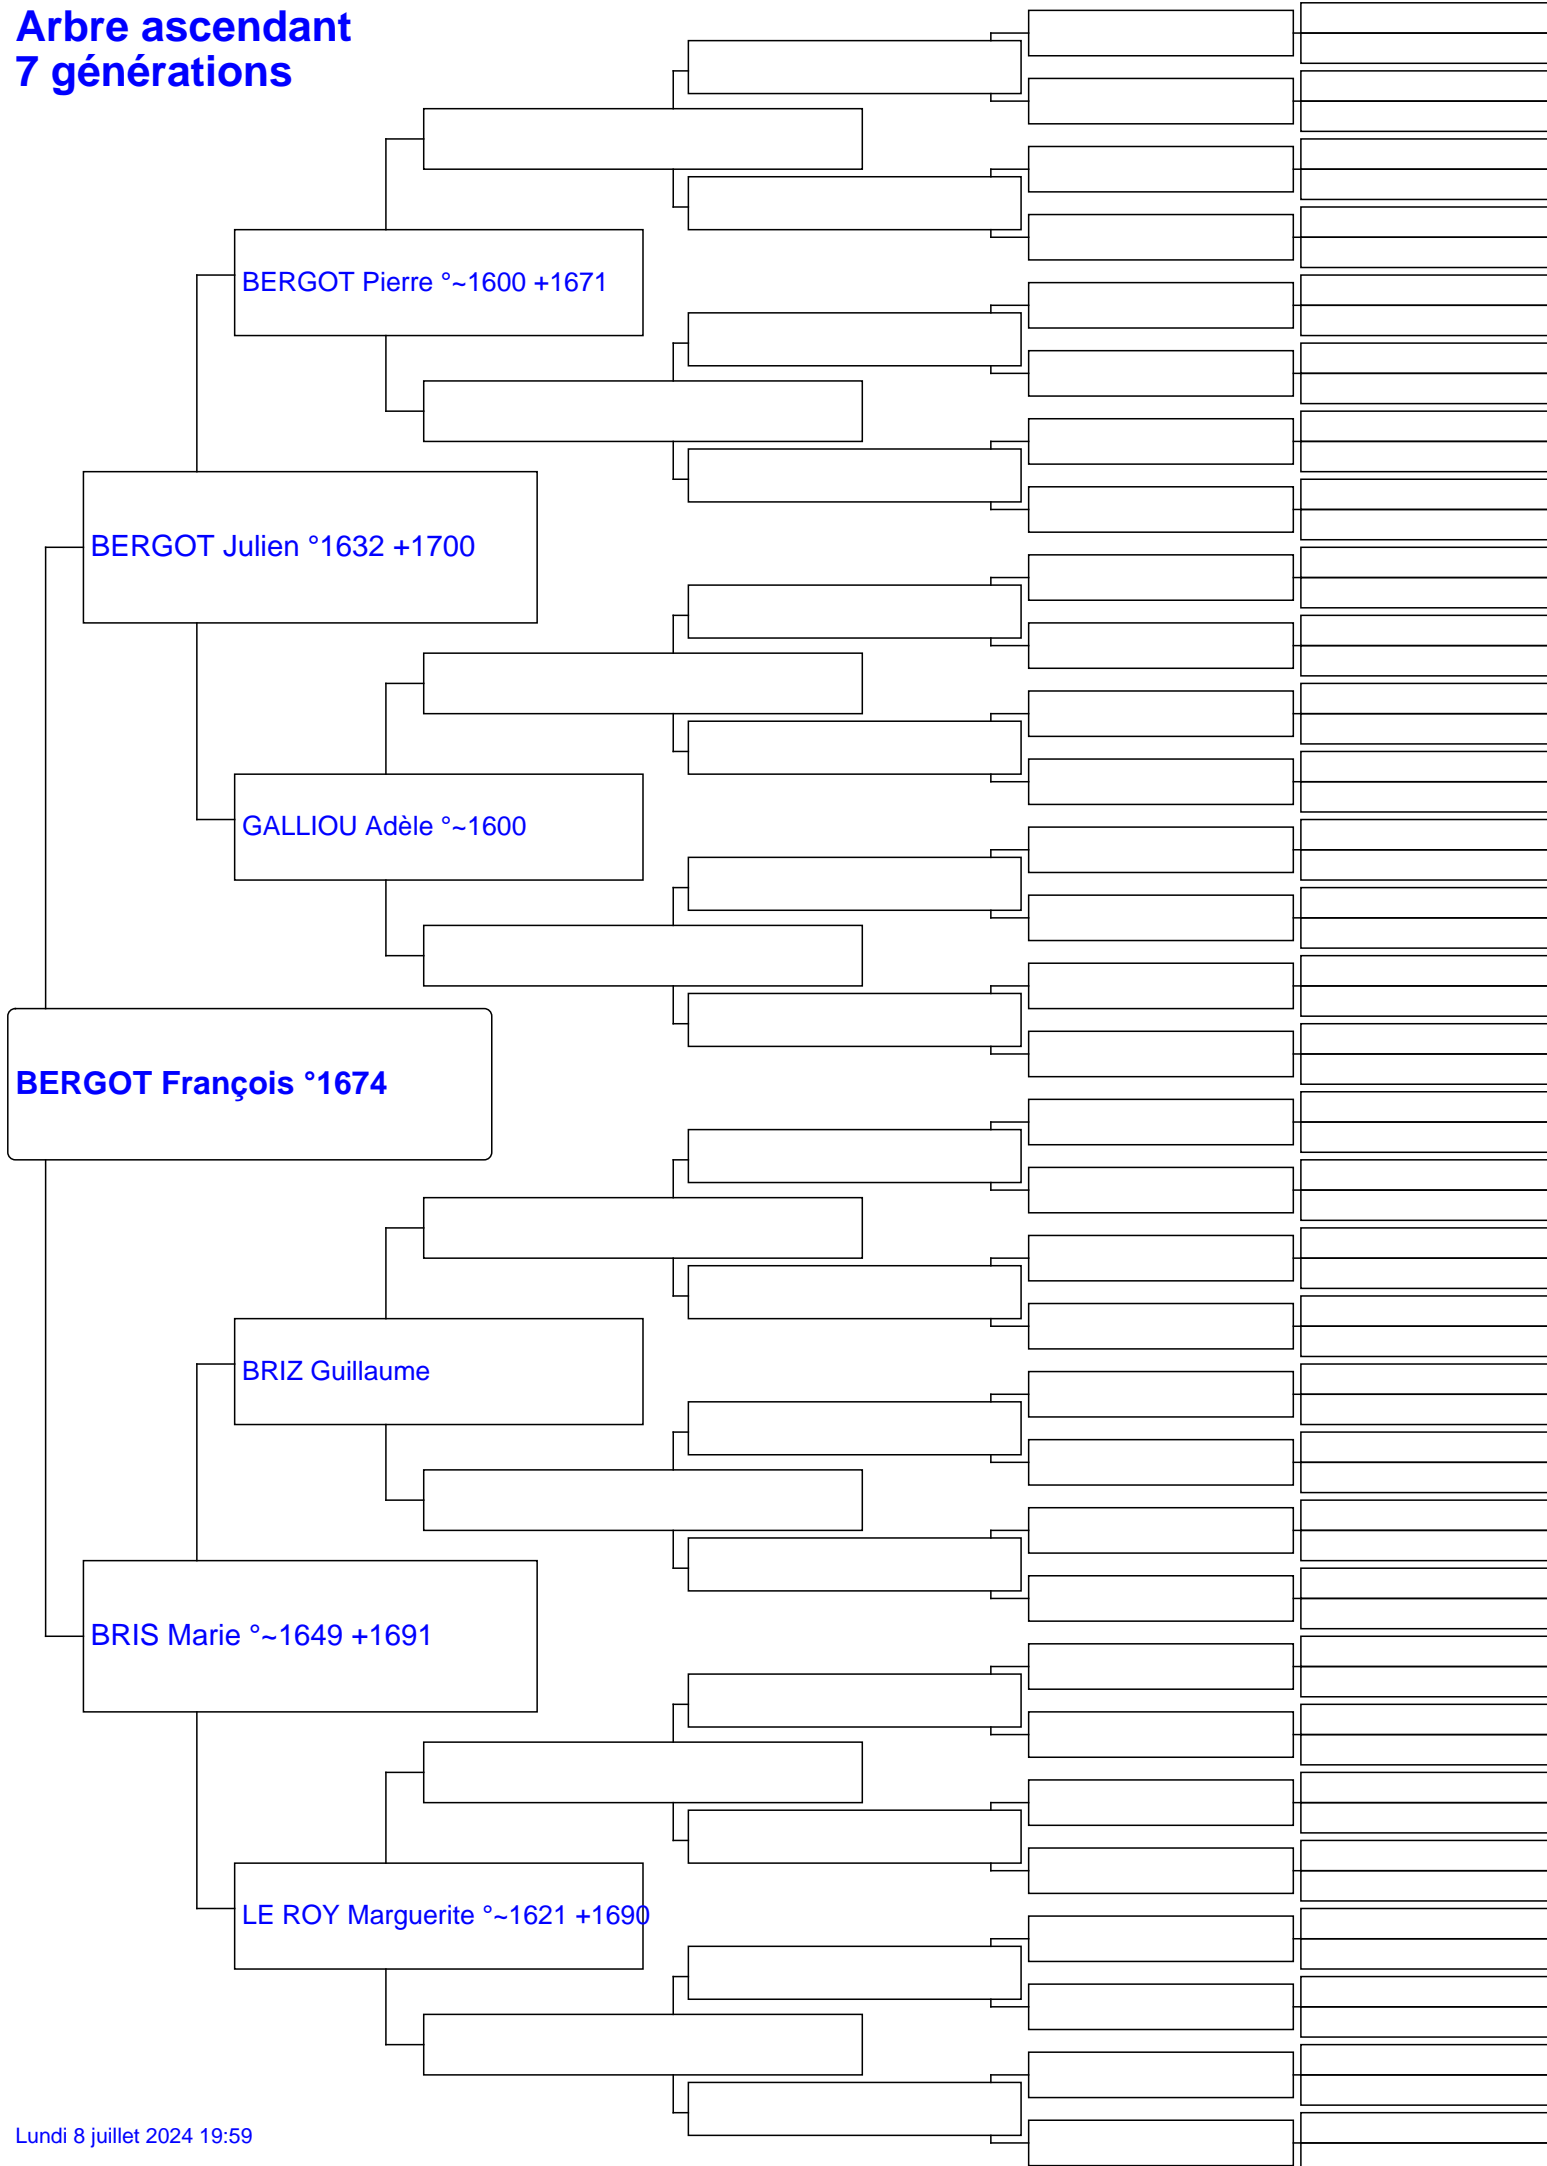 Arbre ascendant
7 générations
BERGOT Pierre °~1600 +1671
BERGOT Julien °1632 +1700
GALLIOU Adèle °~1600
BERGOT François °1674
BRIZ Guillaume
BRIS Marie °~1649 +1691
LE ROY Marguerite °~1621 +1690
Lundi 8 juillet 2024 19:59